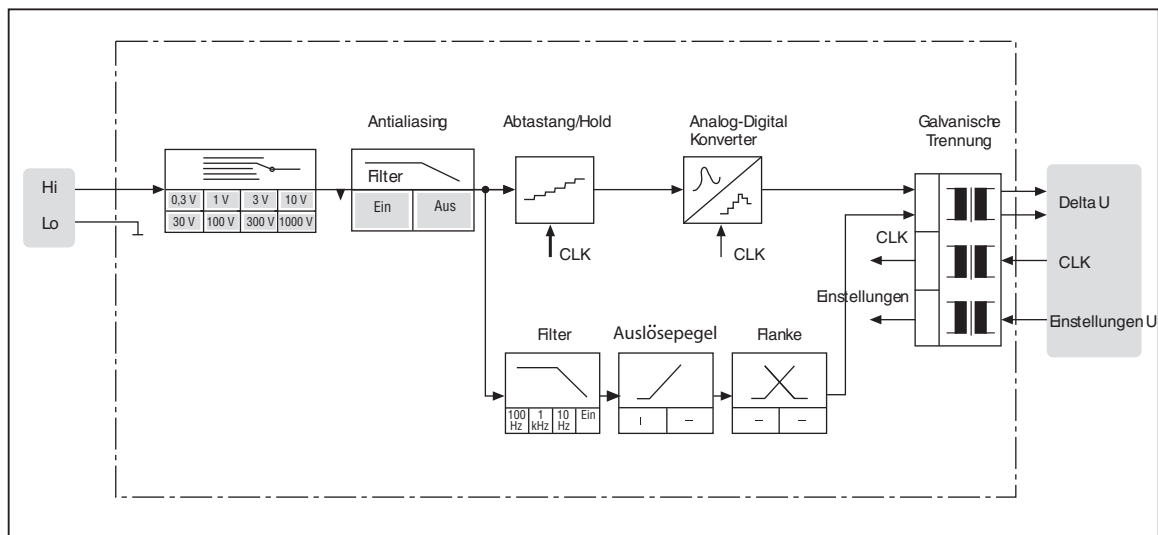 Antialiasing
Abtastang/Hold
Analog-Digital
Konverter
Galvanische
Trennung
Hi
Lo
0,3 V 1 V 3 V 10 V
30 V 100 V 300 V 1000 V
Filter
Ein Aus
CLK
CLK
CLK
Einstellungen
Delta U
CLK
Einstellungen U
Filter
Auslösepegel
Flanke
100 Hz
1 kHz
10 Hz
Ein
I –
– –